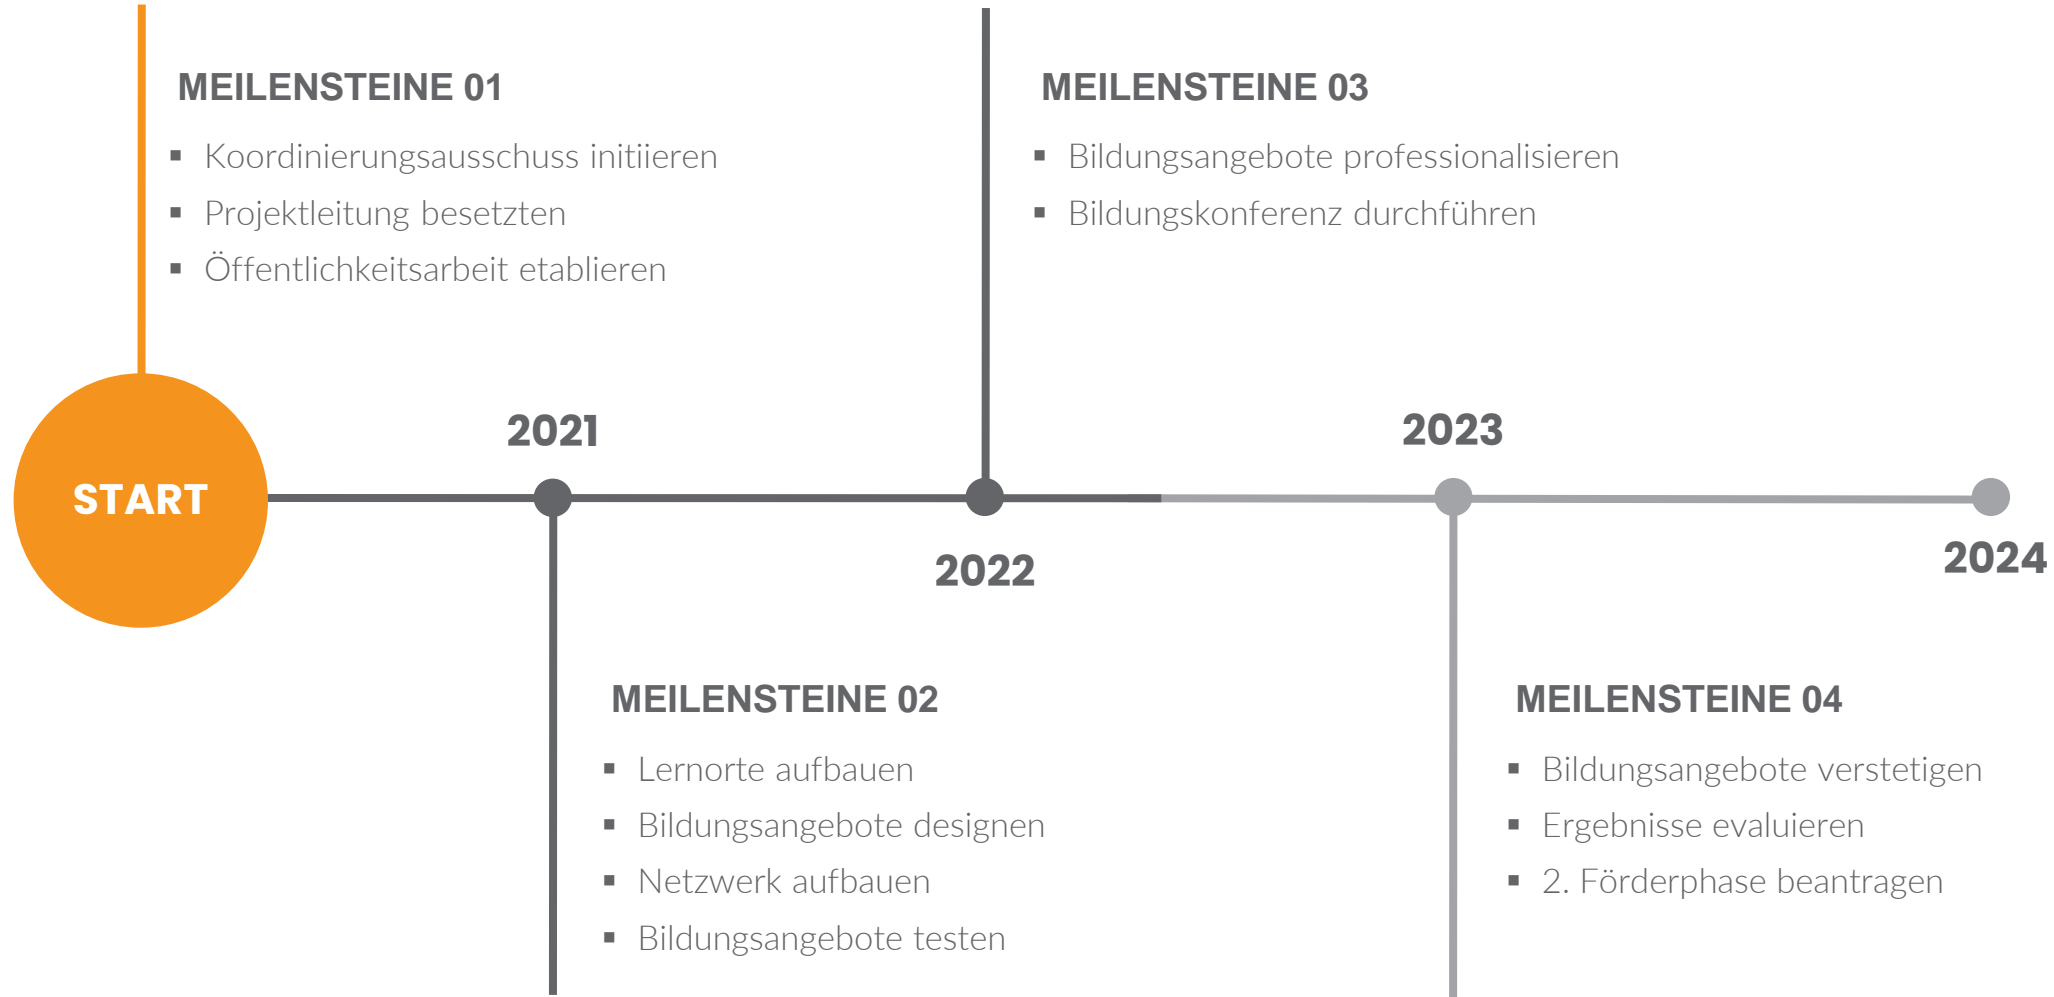 MEILENSTEINE 01
▪ Koordinierungsausschuss initiieren
▪ Projektleitung besetzten
▪ Öffentlichkeitsarbeit etablieren
MEILENSTEINE 03
▪ Bildungsangebote professionalisieren
▪ Bildungskonferenz durchführen
START
2021
2022
2023
2024
MEILENSTEINE 02
▪ Lernorte aufbauen
▪ Bildungsangebote designen
▪ Netzwerk aufbauen
▪ Bildungsangebote testen
MEILENSTEINE 04
▪ Bildungsangebote verstetigen
▪ Ergebnisse evaluieren
▪ 2. Förderphase beantragen